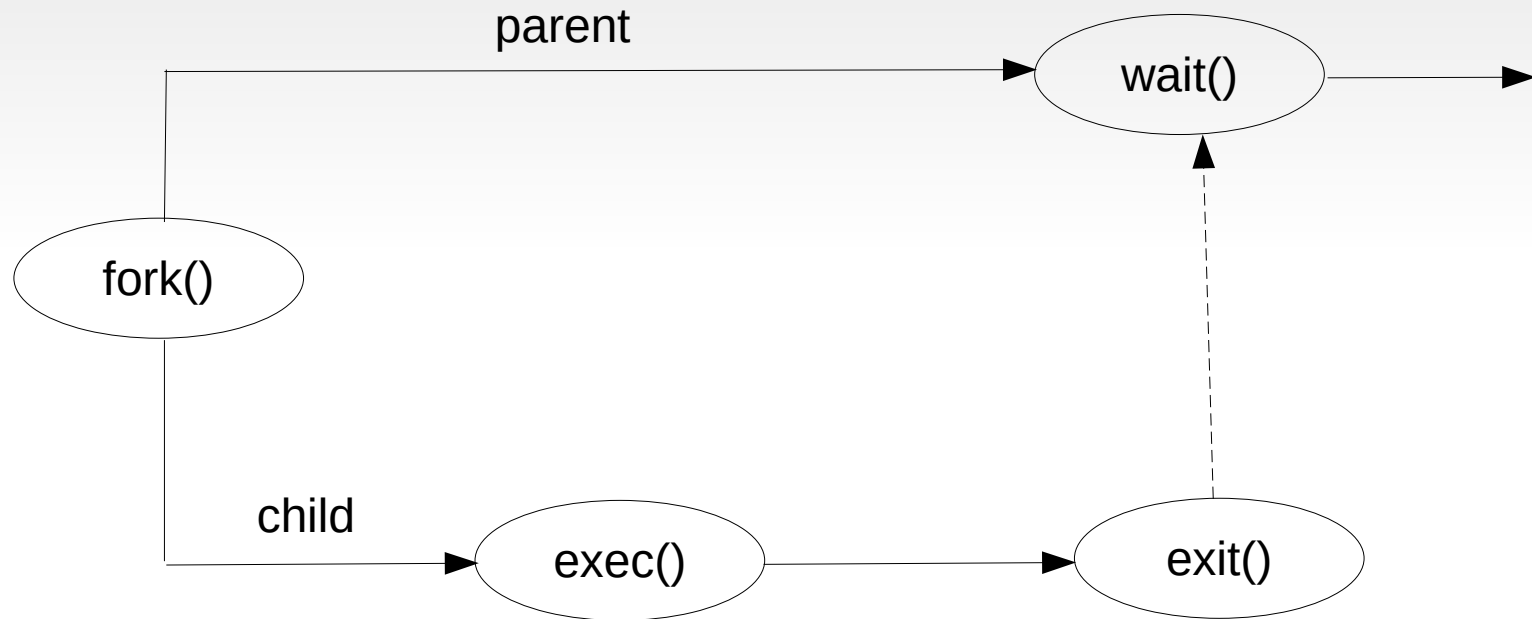 parent
wait()
fork()
child
exec()
exit()